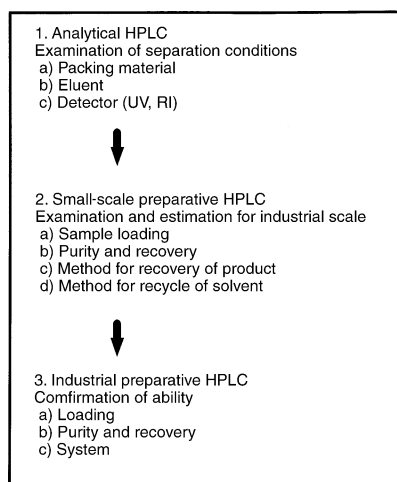 1. Analytical HPLC
Examination of separation conditions
a) Packing material
b) Eluent
c) Detector (UV, RI)
2. Small-scale preparative HPLC
Examination and estimation for industrial scale
a) Sample loading
b) Purity and recovery
c) Method for recovery of product
d) Method for recycle of solvent
3. Industrial preparative HPLC
Comfirmation of ability
a) Loading
b) Purity and recovery
c) System